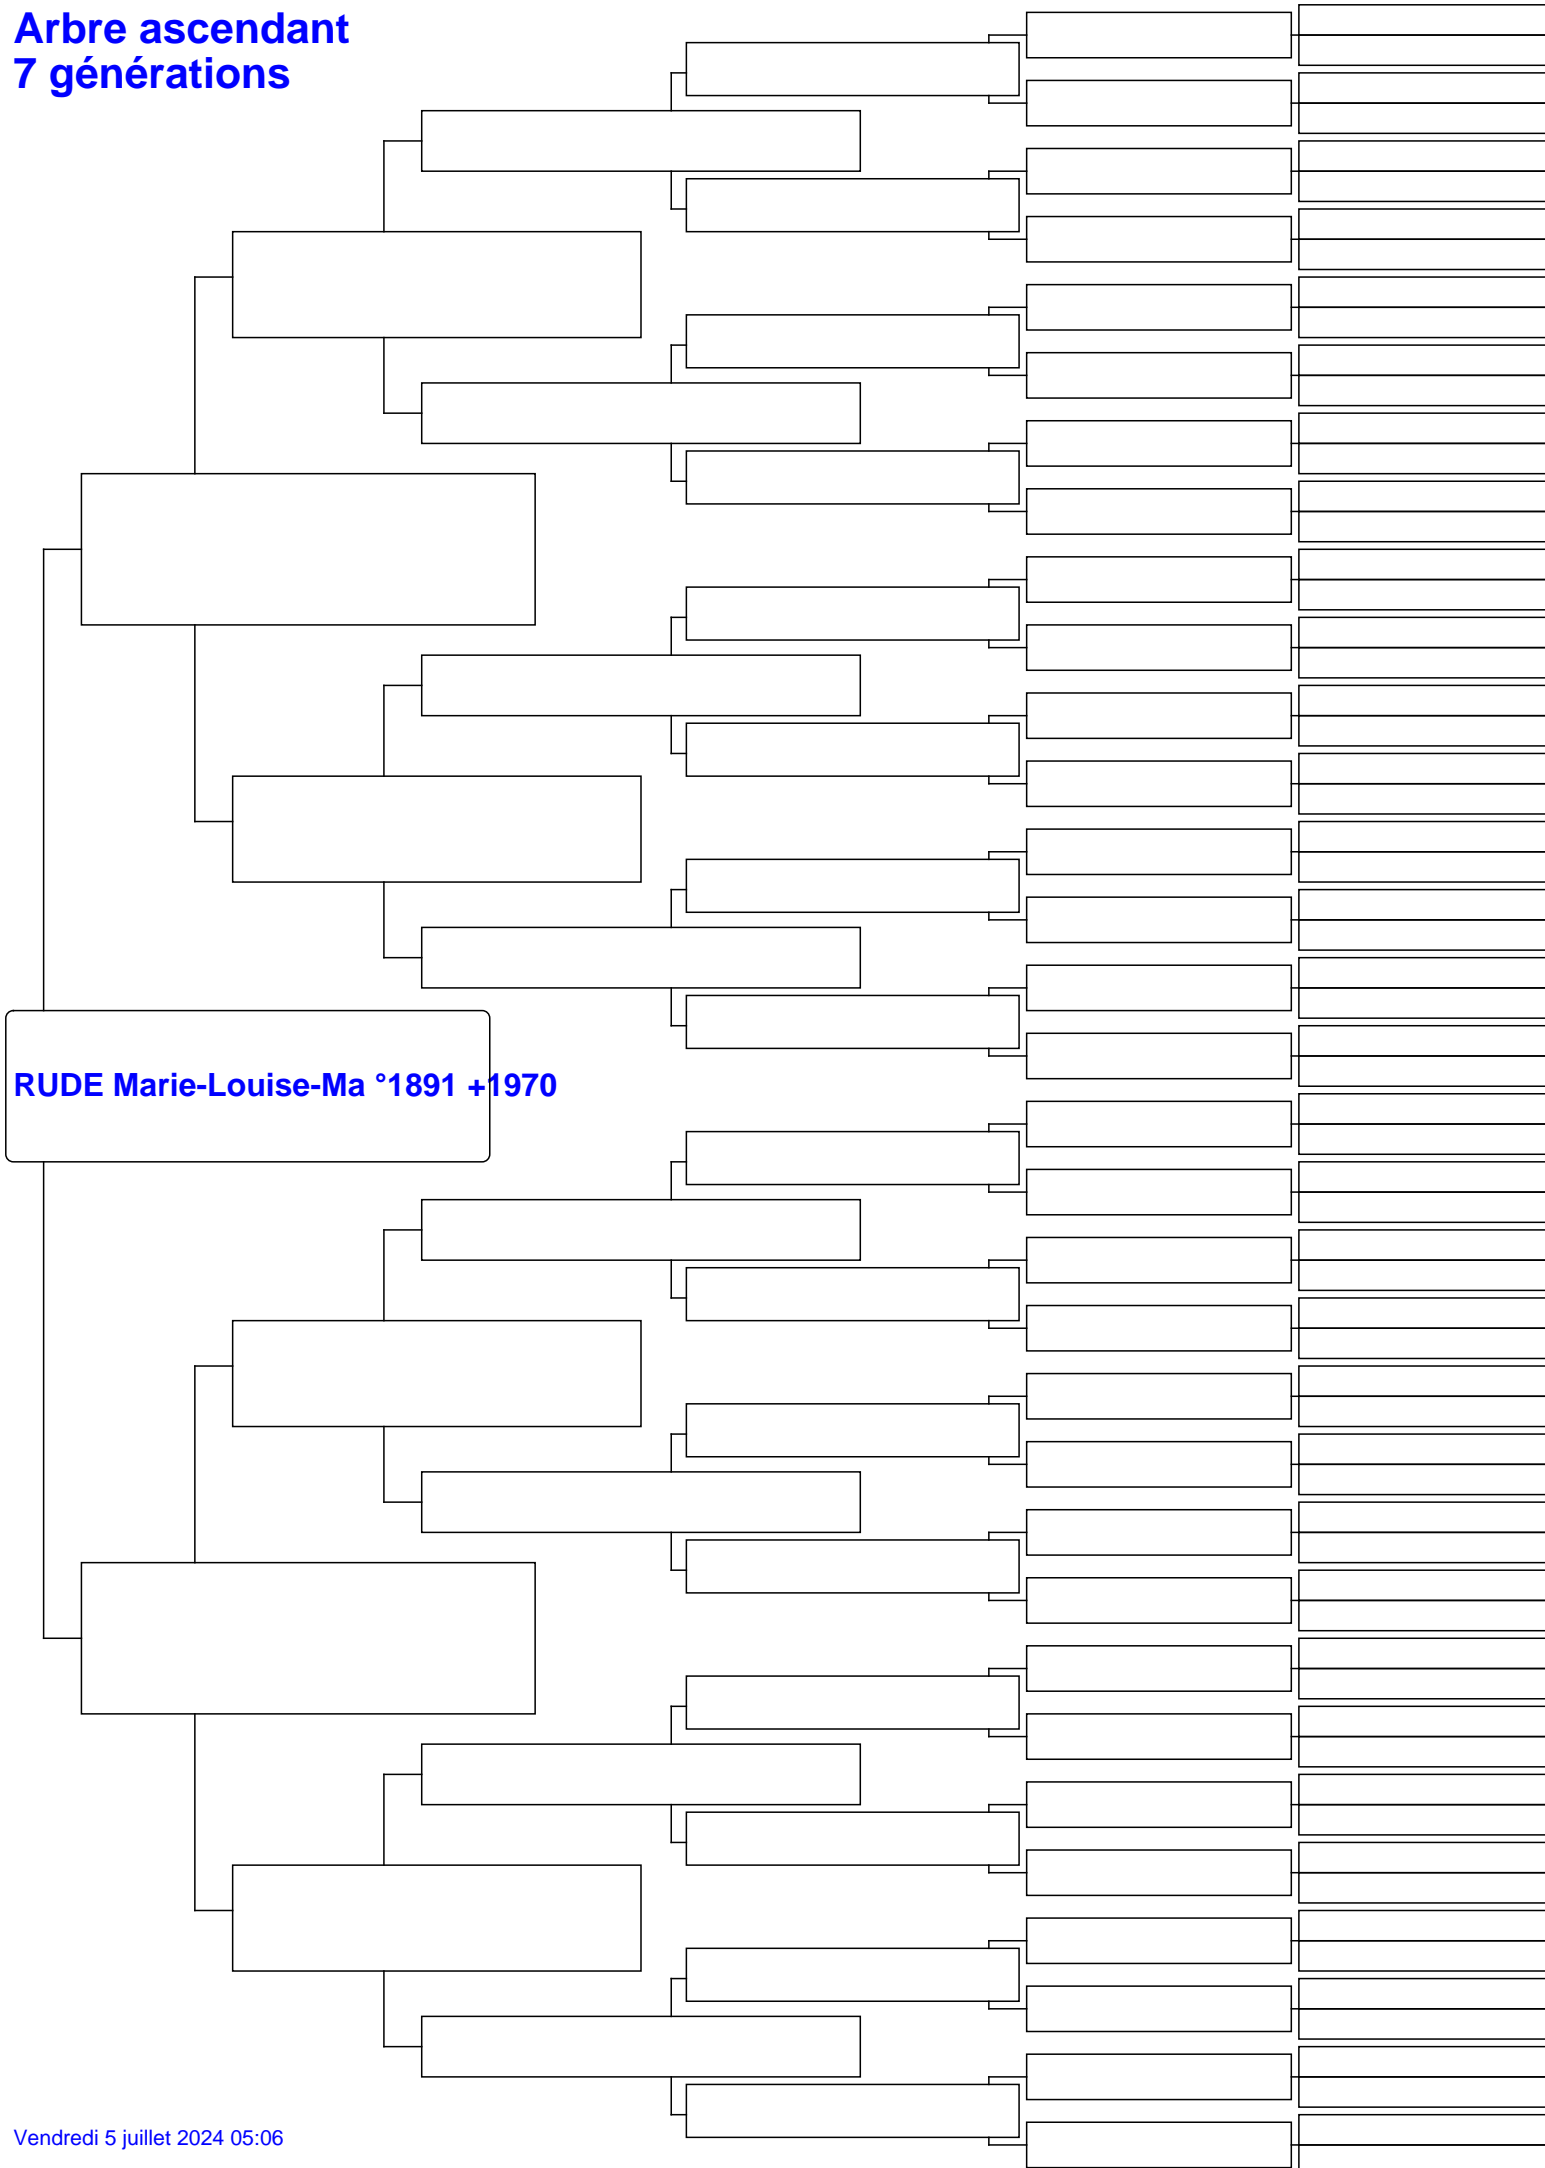 Arbre ascendant
7 générations
RUDE Marie-Louise-Ma °1891 +1970
Vendredi 5 juillet 2024 05:06